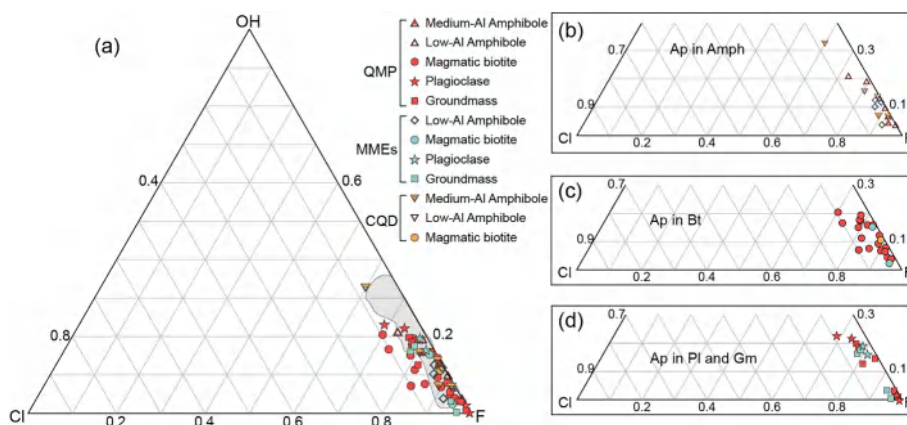 (a)
OH
0.4
0.6
0.8
0.2
Cl
0.2
0.4
0.6
0.8
F
QMP
Medium-Al Amphibole
Low-Al Amphibole
Magmatic biotite
Plagioclase
Groundmass
MMEs
Low-Al Amphibole
Magmatic biotite
Plagioclase
Groundmass
CQD
Medium-Al Amphibole
Low-Al Amphibole
Magmatic biotite
(b)
Ap in Amph
0.7
0.3
0.9
0.1
Cl
0.2
0.4
0.6
0.8
F
(c)
Ap in Bt
0.7
0.3
0.9
0.1
Cl
0.2
0.4
0.6
0.8
F
(d)
Ap in Pl and Gm
0.7
0.3
0.9
0.1
Cl
0.2
0.4
0.6
0.8
F